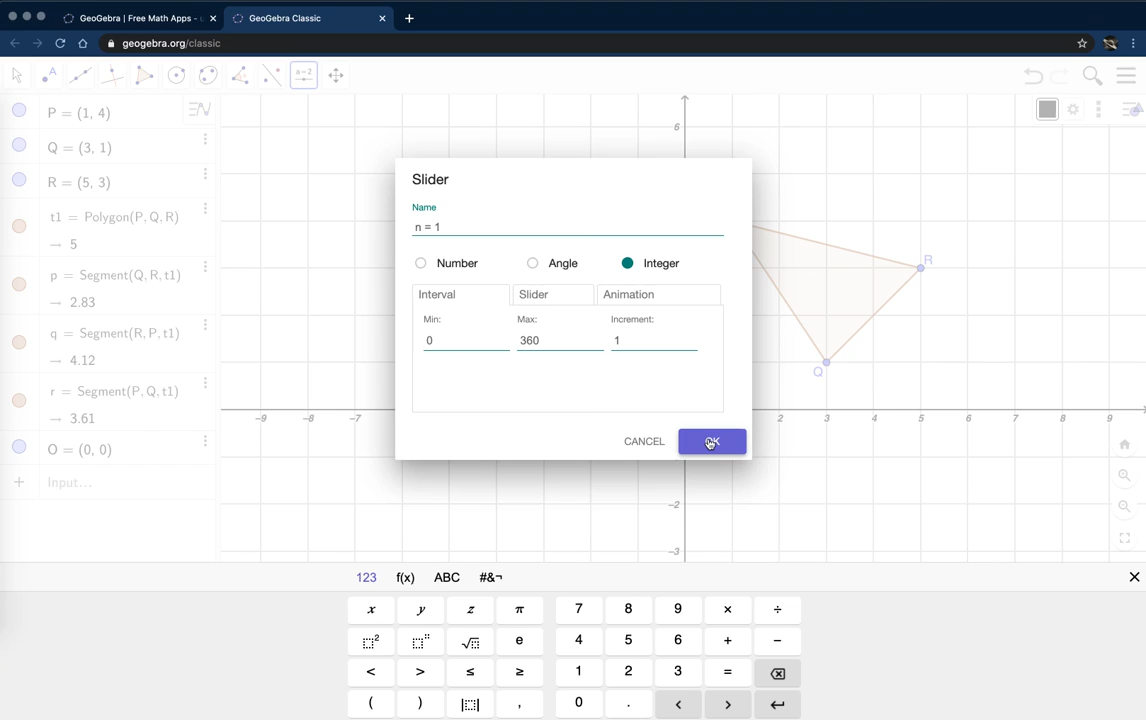 GeoGebra | Free Math Apps - u
GeoGebra Classic
geogebra.org/classic
a=2
P = (1, 4)
Q = (3, 1)
R = (5, 3)
t1 = Polygon(P, Q, R)
→ 5
p = Segment(Q, R, t1)
→ 2.83
q = Segment(R, P, t1)
→ 4.12
r = Segment(P, Q, t1)
→ 3.61
O = (0, 0)
+ Input...
6
R
Q
-9 -8 -7 2 3 4 5 6 7 8 9
-2
-3
Slider
Name
n = 1
Number Angle Integer
Interval Slider Animation
Min: Max: Increment:
0 360 1
CANCEL OK
123 f(x) ABC #&¬
x y z π 7 8 9 × ÷
√ e 4 5 6 + −
< > ≤ ≥ 1 2 3 =
( ) , 0 . < >